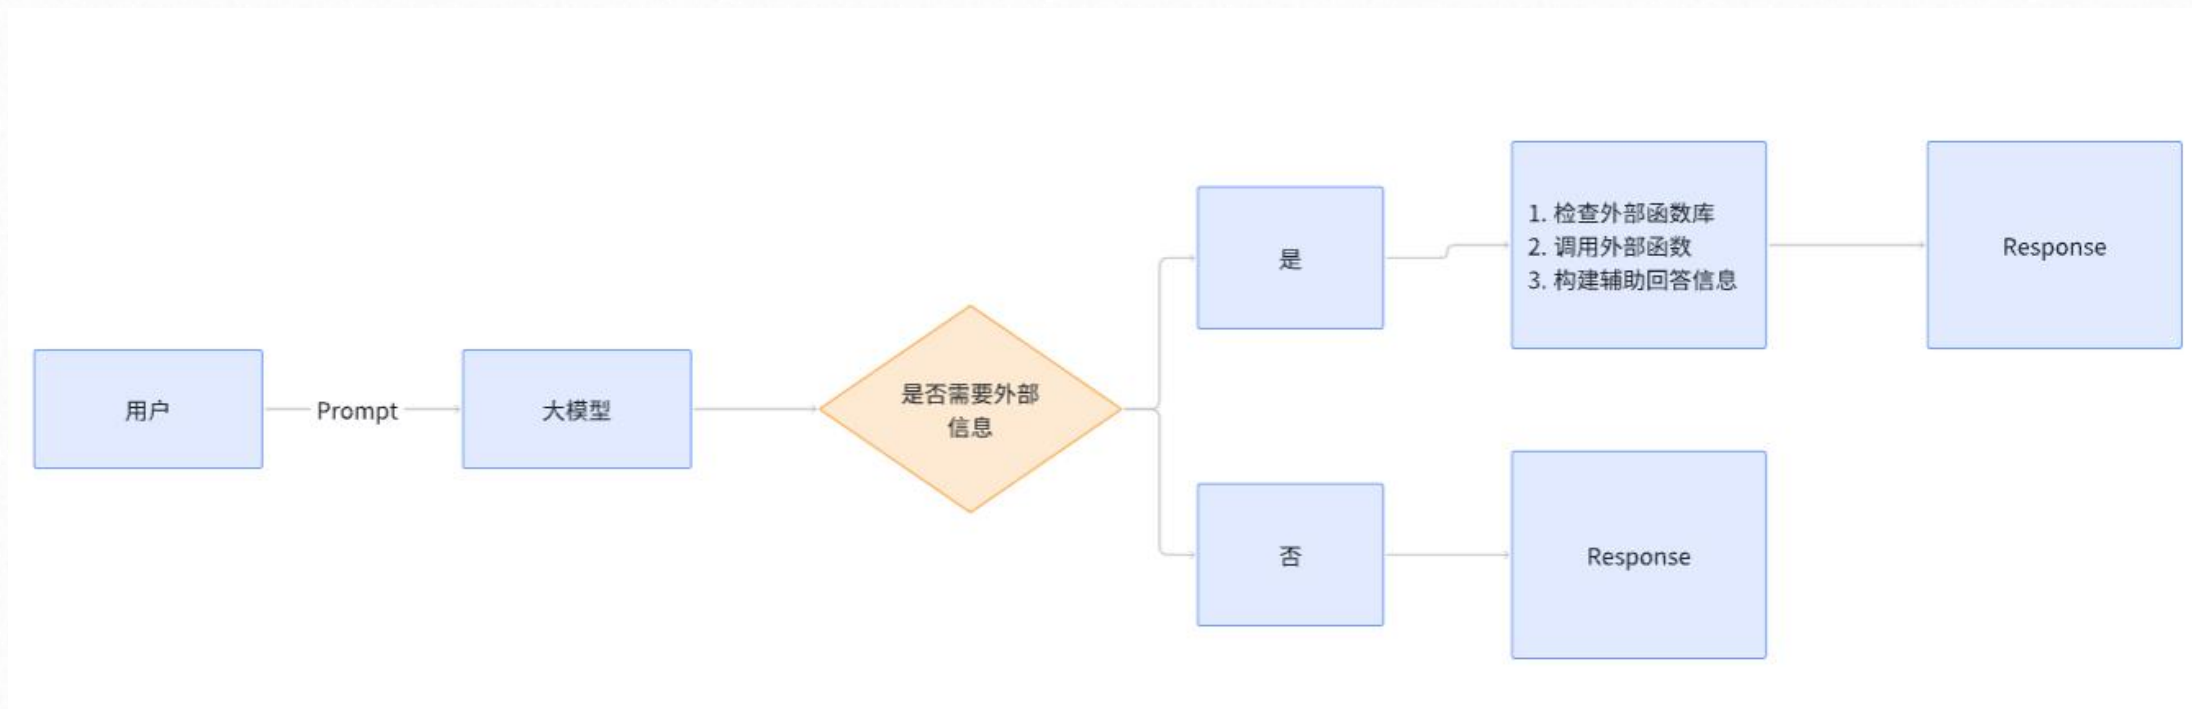 用户
Prompt
大模型
是否需要外部
信息
是
1. 检查外部函数库
2. 调用外部函数
3. 构建辅助回答信息
Response
否
Response